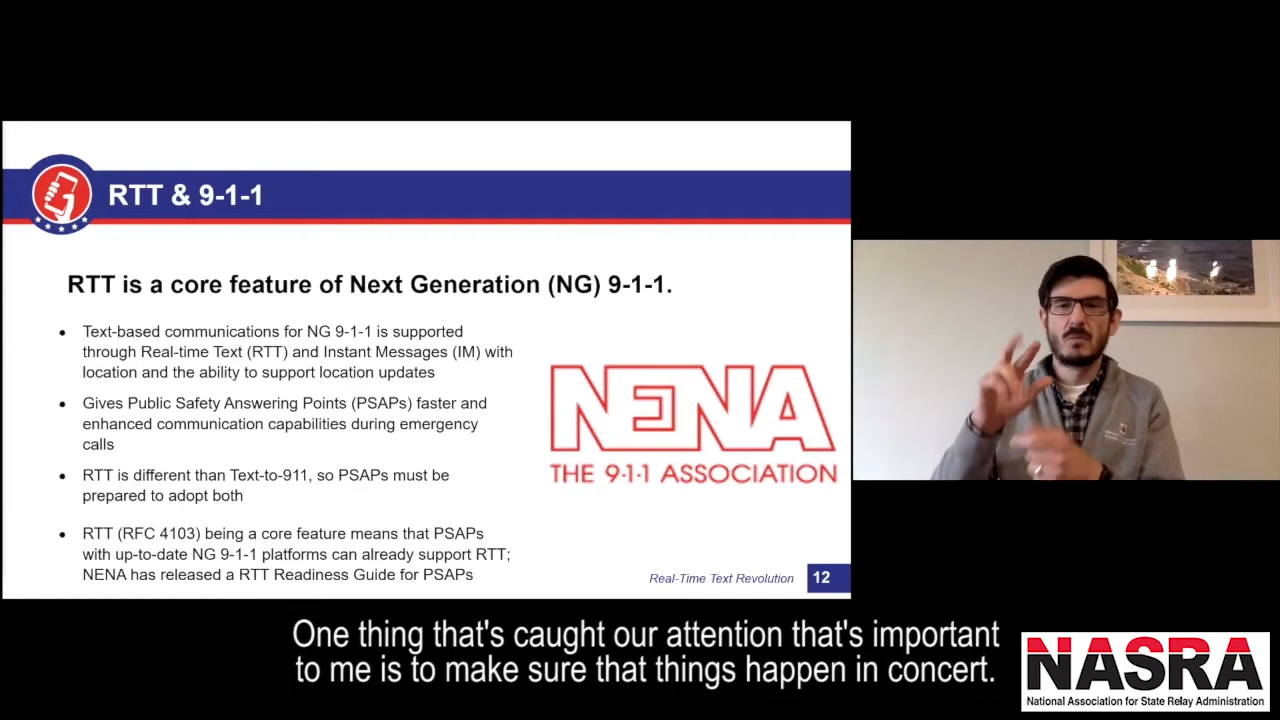 RTT & 9-1-1
RTT is a core feature of Next Generation (NG) 9-1-1.
• Text-based communications for NG 9-1-1 is supported
through Real-time Text (RTT) and Instant Messages (IM) with
location and the ability to support location updates
• Gives Public Safety Answering Points (PSAPs) faster and
enhanced communication capabilities during emergency
calls
• RTT is different than Text-to-911, so PSAPs must be
prepared to adopt both
• RTT (RFC 4103) being a core feature means that PSAPs
with up-to-date NG 9-1-1 platforms can already support RTT;
NENA has released a RTT Readiness Guide for PSAPs
NENA
THE 9-1-1 ASSOCIATION
Real-Time Text Revolution 12
One thing that's caught our attention that's important
to me is to make sure that things happen in concert.
NASRA
National Association for State Relay Administration